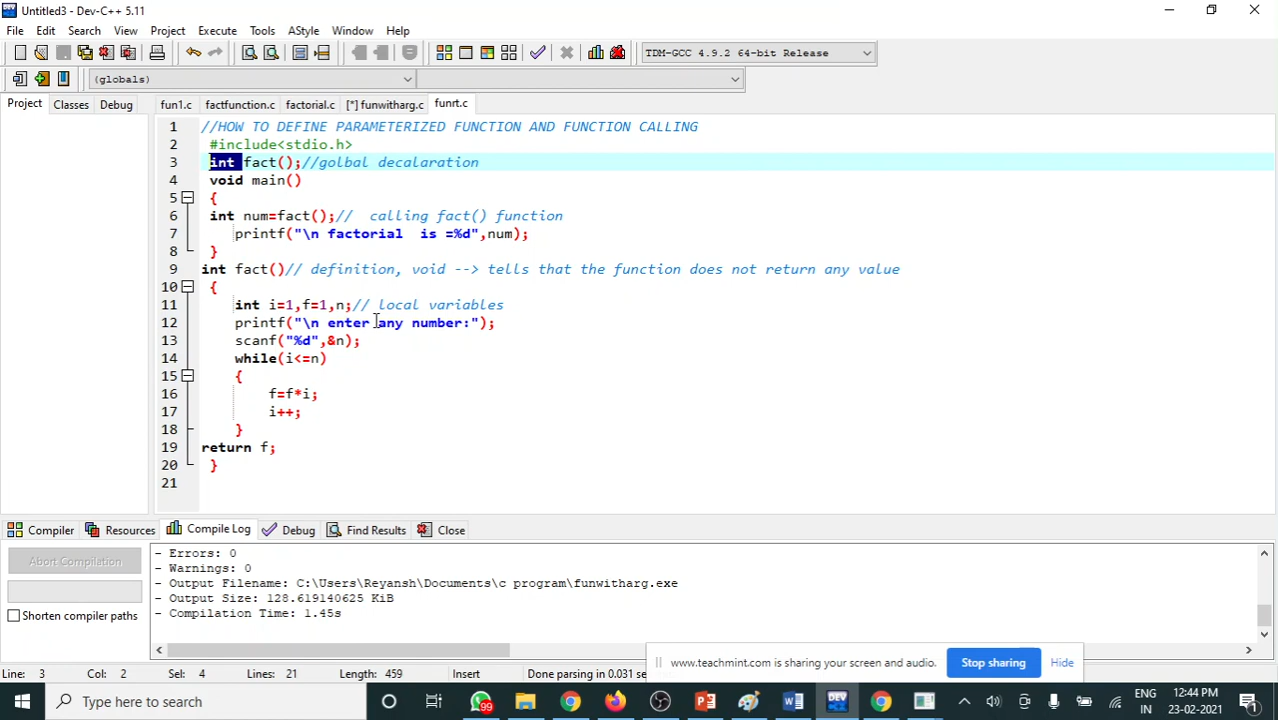 Untitled3 - Dev-C++ 5.11
File Edit Search View Project Execute Tools AStyle Window Help
TDM-GCC 4.9.2 64-bit Release
(globals)
Project Classes Debug fun1.c factfunction.c factorial.c [*] funwitharg.c funrt.c
1 //HOW TO DEFINE PARAMETERIZED FUNCTION AND FUNCTION CALLING
2 #include<stdio.h>
3 int fact();//golbal decalaration
4 void main()
5 {
6 int num=fact();// calling fact() function
7 printf("\n factorial is =%d",num);
8 }
9 int fact()// definition, void --> tells that the function does not return any value
10 {
11 int i=1,f=1,n;// local variables
12 printf("\n enter any number:");
13 scanf("%d",&n);
14 while(i<=n)
15 {
16 f=f*i;
17 i++;
18 }
19 return f;
20 }
21
Compiler Resources Compile Log Debug Find Results Close
Abort Compilation
Shorten compiler paths
- Errors: 0
- Warnings: 0
- Output Filename: C:\Users\Reyansh\Documents\c program\funwitharg.exe
- Output Size: 128.619140625 KiB
- Compilation Time: 1.45s
www.teachmint.com is sharing your screen and audio. Stop sharing Hide
Line: 3 Col: 2 Sel: 4 Lines: 21 Length: 459 Insert Done parsing in 0.031 se
Type here to search
99
DEV
ENG
IN
12:44 PM
23-02-2021
1